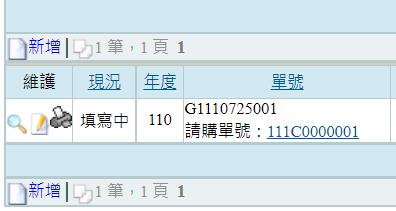 新增 1 筆，1 頁 1
維護 現況 年度 單號
填寫中 110 G1110725001
請購單號：111C0000001
新增 1 筆，1 頁 1